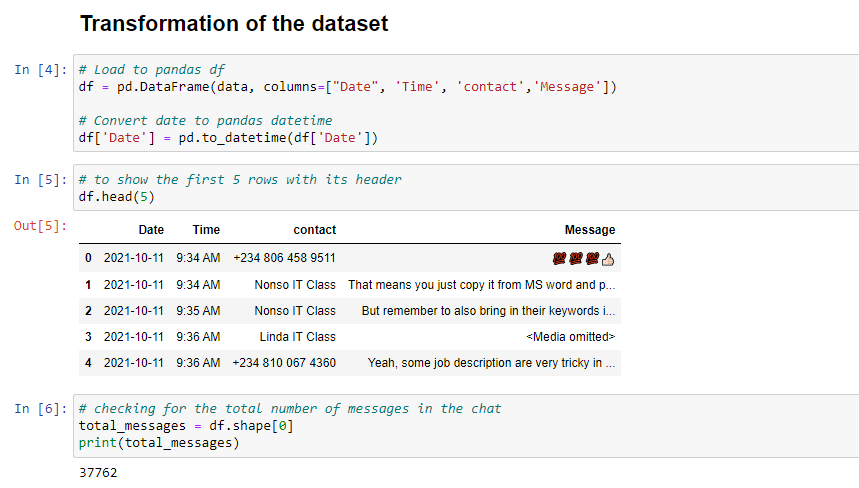 Transformation of the dataset
In [4]: # Load to pandas df
df = pd.DataFrame(data, columns=["Date", 'Time', 'contact','Message'])
# Convert date to pandas datetime
df['Date'] = pd.to_datetime(df['Date'])
In [5]: # to show the first 5 rows with its header
df.head(5)
Out[5]:
Date Time contact Message
0 2021-10-11 9:34 AM +234 806 458 9511 💯💯💯👍🏻
1 2021-10-11 9:34 AM Nonso IT Class That means you just copy it from MS word and p...
2 2021-10-11 9:35 AM Nonso IT Class But remember to also bring in their keywords i...
3 2021-10-11 9:36 AM Linda IT Class <Media omitted>
4 2021-10-11 9:36 AM +234 810 067 4360 Yeah, some job description are very tricky in ...
In [6]: # checking for the total number of messages in the chat
total_messages = df.shape[0]
print(total_messages)
37762